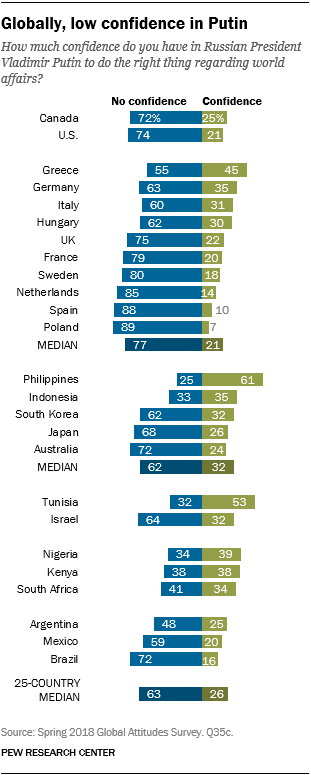 Globally, low confidence in Putin
How much confidence do you have in Russian President
Vladimir Putin to do the right thing regarding world
affairs?
No confidence Confidence
Canada 72% 25%
U.S. 74 21
Greece 55 45
Germany 63 35
Italy 60 31
Hungary 62 30
UK 75 22
France 79 20
Sweden 80 18
Netherlands 85 14
Spain 88 10
Poland 89 7
MEDIAN 77 21
Philippines 25 61
Indonesia 33 35
South Korea 62 32
Japan 68 26
Australia 72 24
MEDIAN 62 32
Tunisia 32 53
Israel 64 32
Nigeria 34 39
Kenya 38 38
South Africa 41 34
Argentina 48 25
Mexico 59 20
Brazil 72 16
25-COUNTRY
MEDIAN 63 26
Source: Spring 2018 Global Attitudes Survey. Q35c.
PEW RESEARCH CENTER